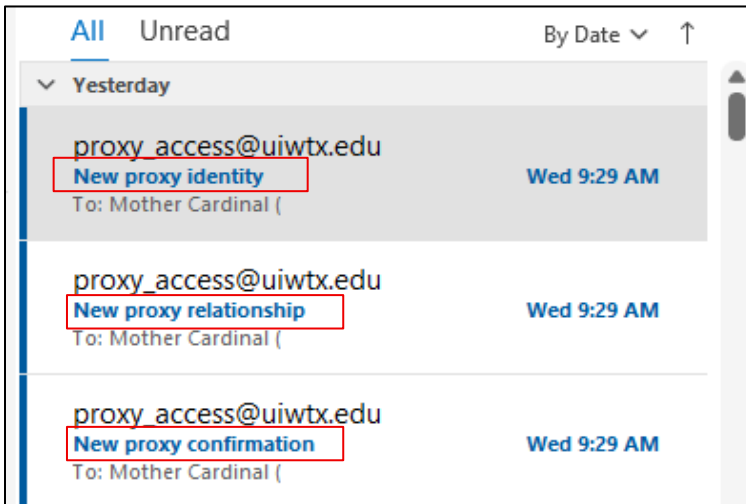 All Unread By Date ↑
Yesterday
proxy_access@uiwtx.edu
New proxy identity Wed 9:29 AM
To: Mother Cardinal (
proxy_access@uiwtx.edu
New proxy relationship Wed 9:29 AM
To: Mother Cardinal (
proxy_access@uiwtx.edu
New proxy confirmation Wed 9:29 AM
To: Mother Cardinal (